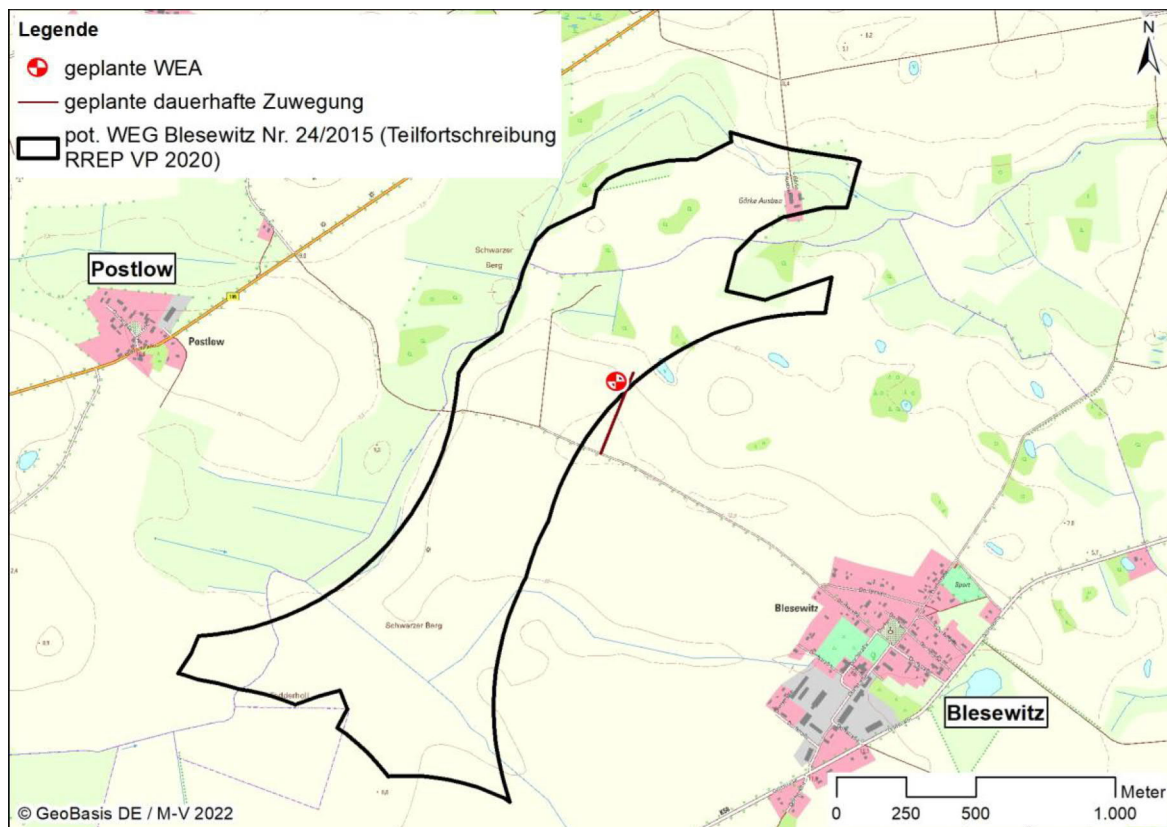 Legende
geplante WEA
geplante dauerhafte Zuwegung
pot. WEG Blesewitz Nr. 24/2015 (Teilfortschreibung
RREP VP 2020)
N
Görke Ausbau
Schwarzer
Berg
Postlow
Postlow
Schwarzer Berg
Blesewitz
Sport
Blesewitz
Meter
0 250 500 1.000
© GeoBasis DE / M-V 2022